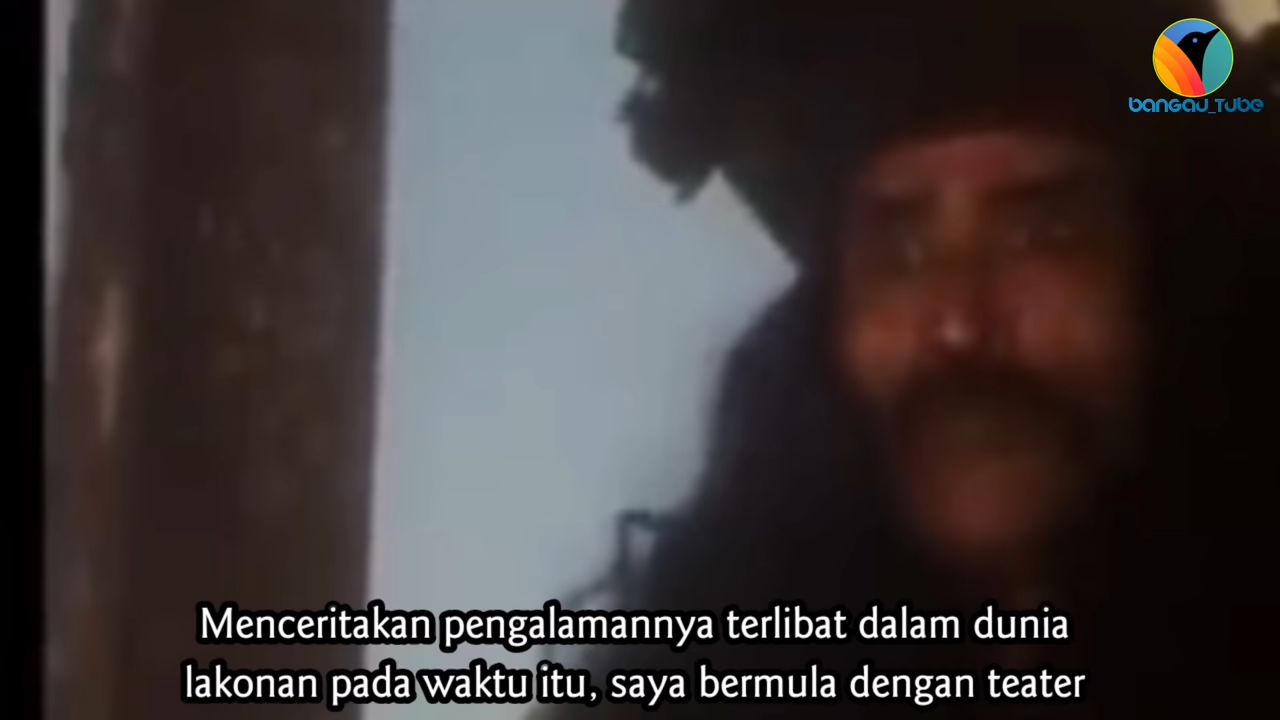 BANGAU_TUBE
Menceritakan pengalamannya terlibat dalam dunia
lakonan pada waktu itu, saya bermula dengan teater